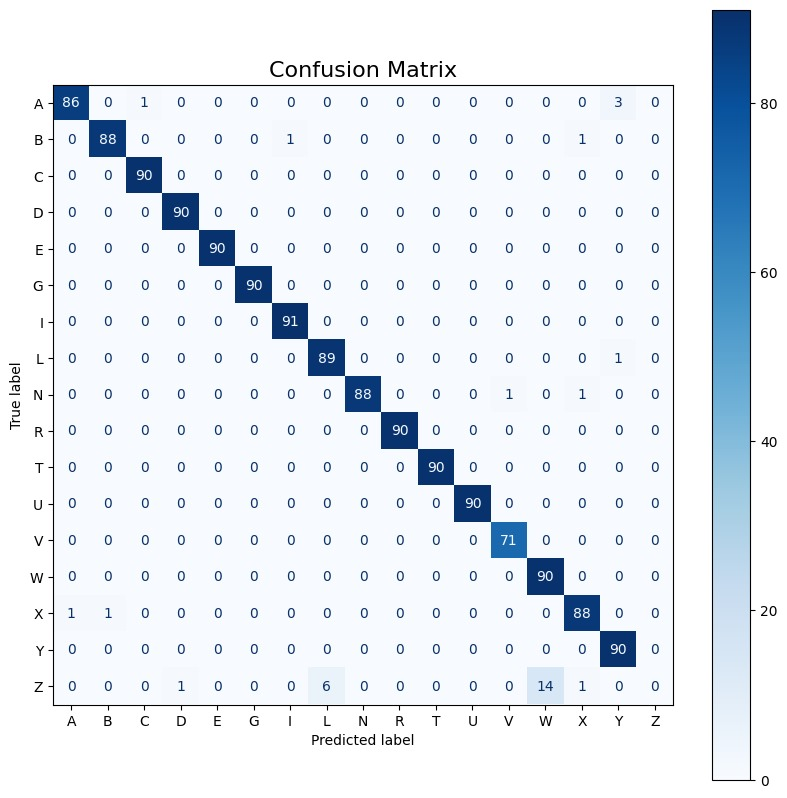 Confusion Matrix
A 86 0 1 0 0 0 0 0 0 0 0 0 0 0 0 3 0
B 0 88 0 0 0 0 1 0 0 0 0 0 0 0 1 0 0
C 0 0 90 0 0 0 0 0 0 0 0 0 0 0 0 0 0
D 0 0 0 90 0 0 0 0 0 0 0 0 0 0 0 0 0
E 0 0 0 0 90 0 0 0 0 0 0 0 0 0 0 0 0
G 0 0 0 0 0 90 0 0 0 0 0 0 0 0 0 0 0
I 0 0 0 0 0 0 91 0 0 0 0 0 0 0 0 0 0
L 0 0 0 0 0 0 0 89 0 0 0 0 0 0 0 1 0
N 0 0 0 0 0 0 0 0 88 0 0 0 1 0 1 0 0
R 0 0 0 0 0 0 0 0 0 90 0 0 0 0 0 0 0
T 0 0 0 0 0 0 0 0 0 0 90 0 0 0 0 0 0
U 0 0 0 0 0 0 0 0 0 0 0 90 0 0 0 0 0
V 0 0 0 0 0 0 0 0 0 0 0 0 71 0 0 0 0
W 0 0 0 0 0 0 0 0 0 0 0 0 0 90 0 0 0
X 1 1 0 0 0 0 0 0 0 0 0 0 0 0 88 0 0
Y 0 0 0 0 0 0 0 0 0 0 0 0 0 0 0 90 0
Z 0 0 0 1 0 0 0 6 0 0 0 0 0 14 1 0 0
A B C D E G I L N R T U V W X Y Z
Predicted label
True label
80
60
40
20
0